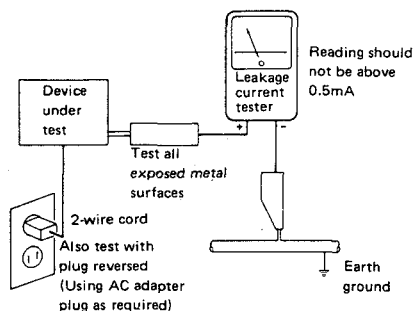 Device
under
test
Leakage
current
tester
+ -
Reading should
not be above
0.5mA
Test all
exposed metal
surfaces
2-wire cord
Also test with
plug reversed
(Using AC adapter
plug as required)
Earth
ground